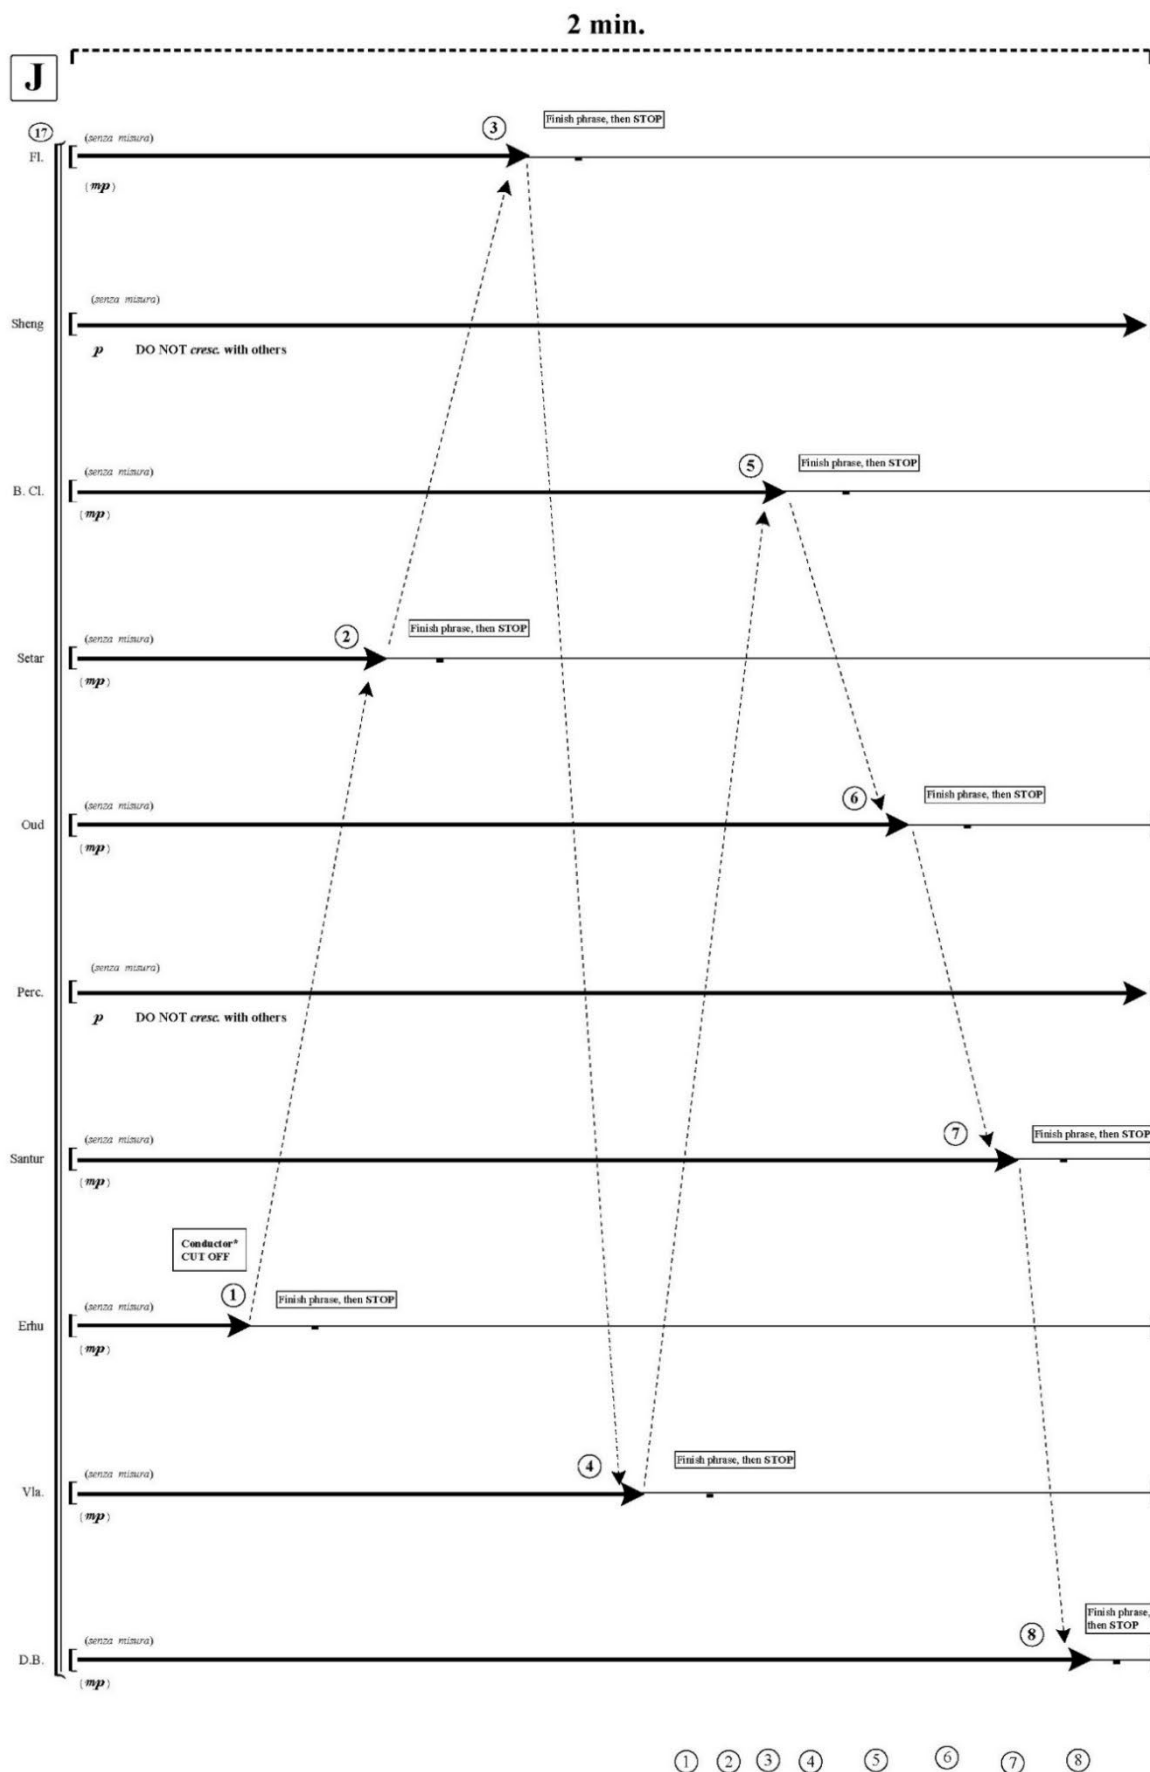 2 min.
J
17
3
Finish phrase, then STOP
(senza misura)
Fl.
(mp)
(senza misura)
Sheng
p DO NOT cresc. with others
5
Finish phrase, then STOP
(senza misura)
B. Cl.
(mp)
2
Finish phrase, then STOP
(senza misura)
Setar
(mp)
6
Finish phrase, then STOP
(senza misura)
Oud
(mp)
(senza misura)
Perc.
p DO NOT cresc. with others
7
Finish phrase, then STOP
(senza misura)
Santur
(mp)
Conductor*
CUT OFF
1
Finish phrase, then STOP
(senza misura)
Erhu
(mp)
4
Finish phrase, then STOP
(senza misura)
Vla.
(mp)
8
Finish phrase,
then STOP
(senza misura)
D.B.
(mp)
1 2 3 4 5 6 7 8